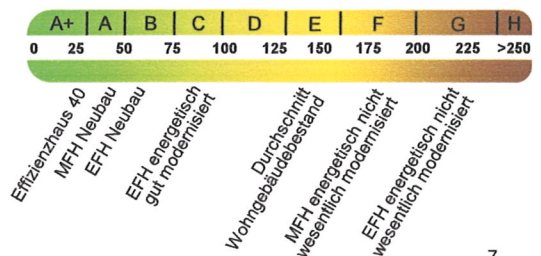 A+ A B C D E F G H
0 25 50 75 100 125 150 175 200 225 >250
Effizienzhaus 40
MFH Neubau
EFH Neubau
EFH energetisch
gut modernisiert
Durchschnitt
Wohngebäudebestand
MFH energetisch nicht
wesentlich modernisiert
EFH energetisch nicht
wesentlich modernisiert
7